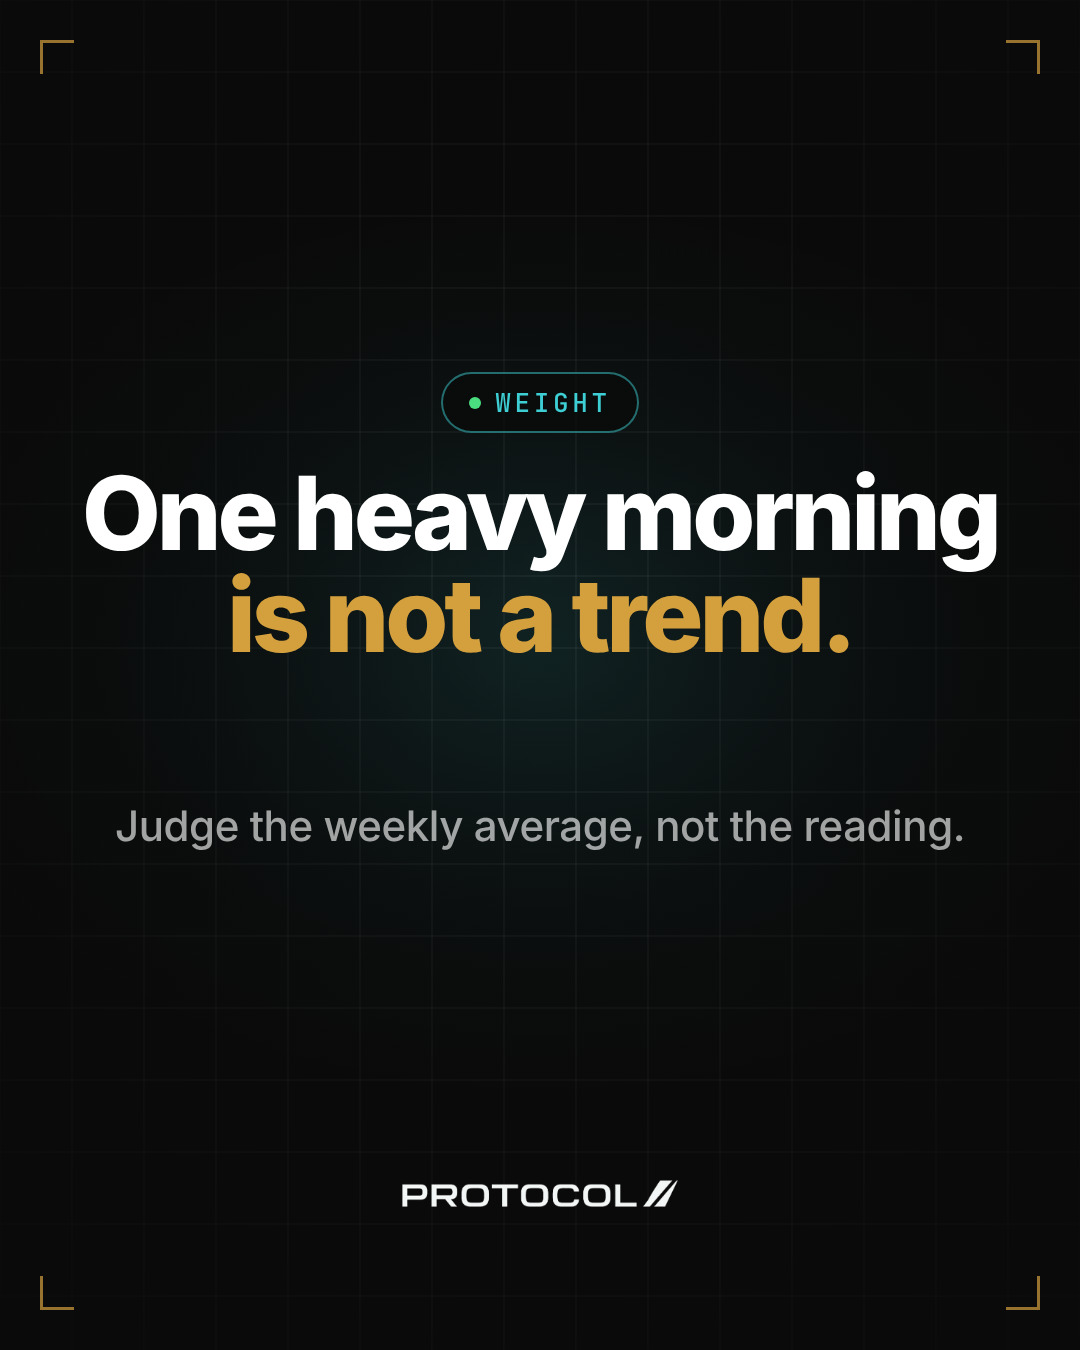 WEIGHT
One heavy morning
is not a trend.
Judge the weekly average, not the reading.
PROTOCOL